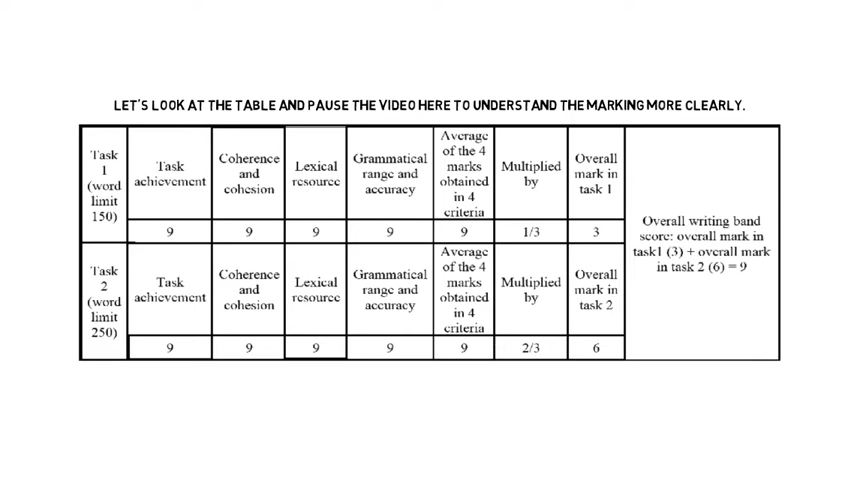 LET'S LOOK AT THE TABLE AND PAUSE THE VIDEO HERE TO UNDERSTAND THE MARKING MORE CLEARLY.
Task
1
(word
limit
150)
Task
achievement
Coherence
and
cohesion
Lexical
resource
Grammatical
range and
accuracy
Average
of the 4
marks
obtained
in 4
criteria
Multiplied
by
Overall
mark in
task 1
9
9
9
9
9
1/3
3
Task
2
(word
limit
250)
Task
achievement
Coherence
and
cohesion
Lexical
resource
Grammatical
range and
accuracy
Average
of the 4
marks
obtained
in 4
criteria
Multiplied
by
Overall
mark in
task 2
9
9
9
9
9
2/3
6
Overall writing band
score: overall mark in
task1 (3) + overall mark
in task 2 (6) = 9